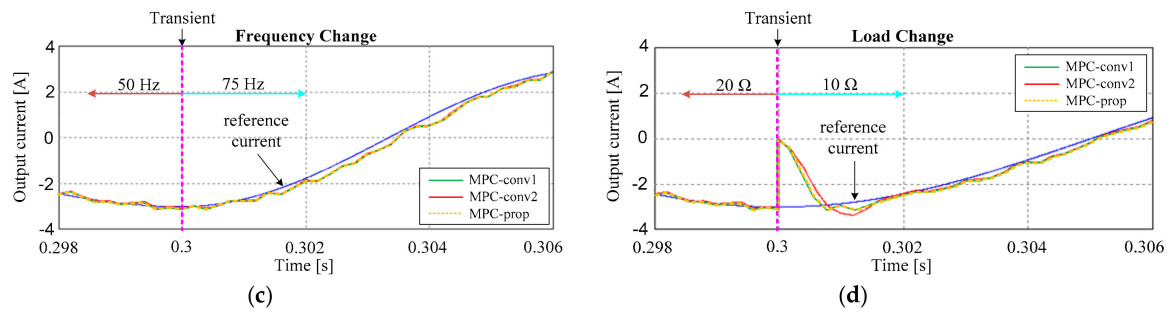 Transient
Frequency Change
Output current [A]
4
2
0
-2
-4
50 Hz
75 Hz
reference
current
MPC-conv1
MPC-conv2
MPC-prop
0.298
0.3
0.302
0.304
0.306
Time [s]
(c)
Transient
Load Change
Output current [A]
4
2
0
-2
-4
20 Ω
10 Ω
reference
current
MPC-conv1
MPC-conv2
MPC-prop
0.298
0.3
0.302
0.304
0.306
Time [s]
(d)